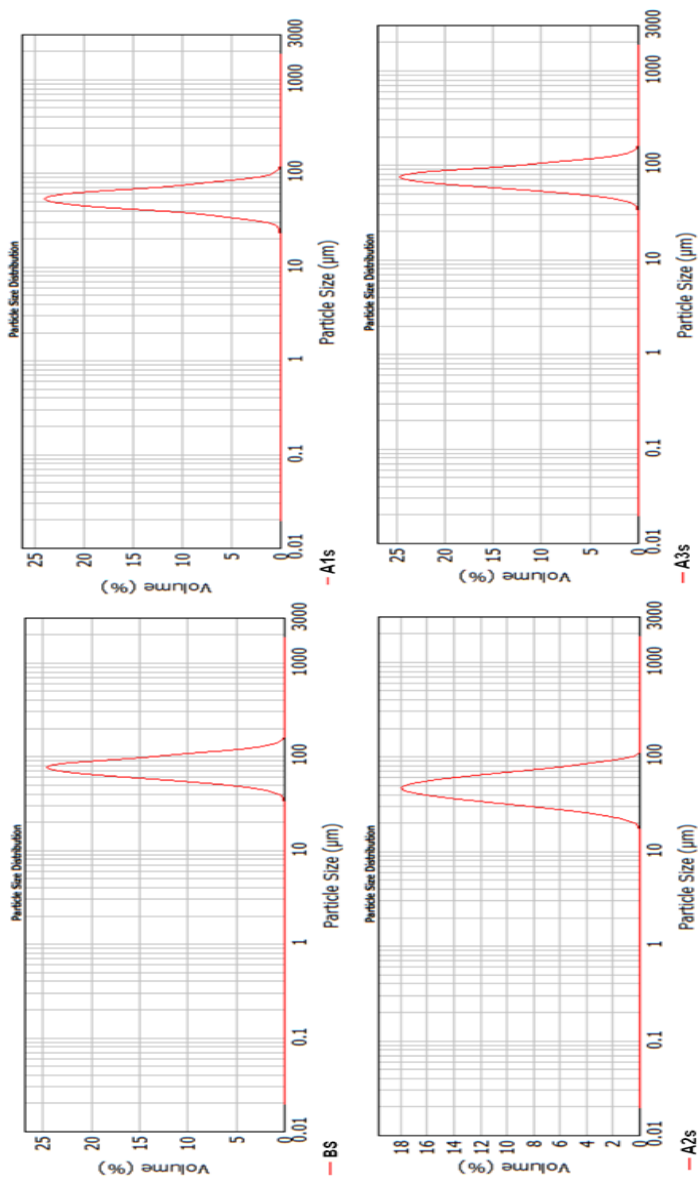 Particle Size Distribution
25
20
15
10
5
0
Volume (%)
0.01 0.1 1 10 100 1000 3000
Particle Size (µm)
BS
Particle Size Distribution
25
20
15
10
5
0
Volume (%)
0.01 0.1 1 10 100 1000 3000
Particle Size (µm)
A1s
Particle Size Distribution
18
16
14
12
10
8
6
4
2
0
Volume (%)
0.01 0.1 1 10 100 1000 3000
Particle Size (µm)
A2s
Particle Size Distribution
25
20
15
10
5
0
Volume (%)
0.01 0.1 1 10 100 1000 3000
Particle Size (µm)
A3s